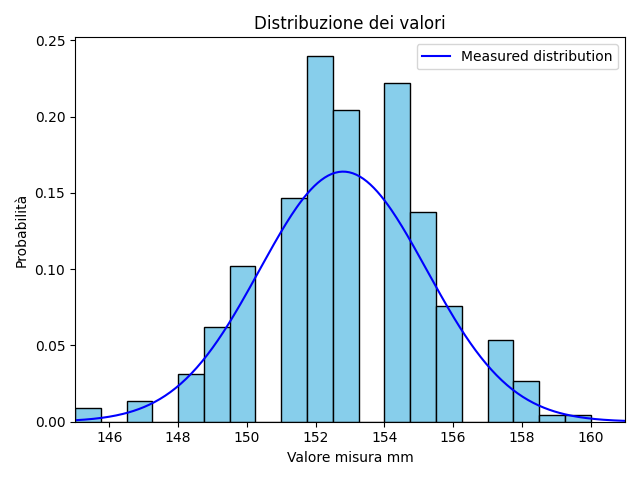 Distribuzione dei valori
Measured distribution
Probabilità
0.25
0.20
0.15
0.10
0.05
0.00
146 148 150 152 154 156 158 160
Valore misura mm